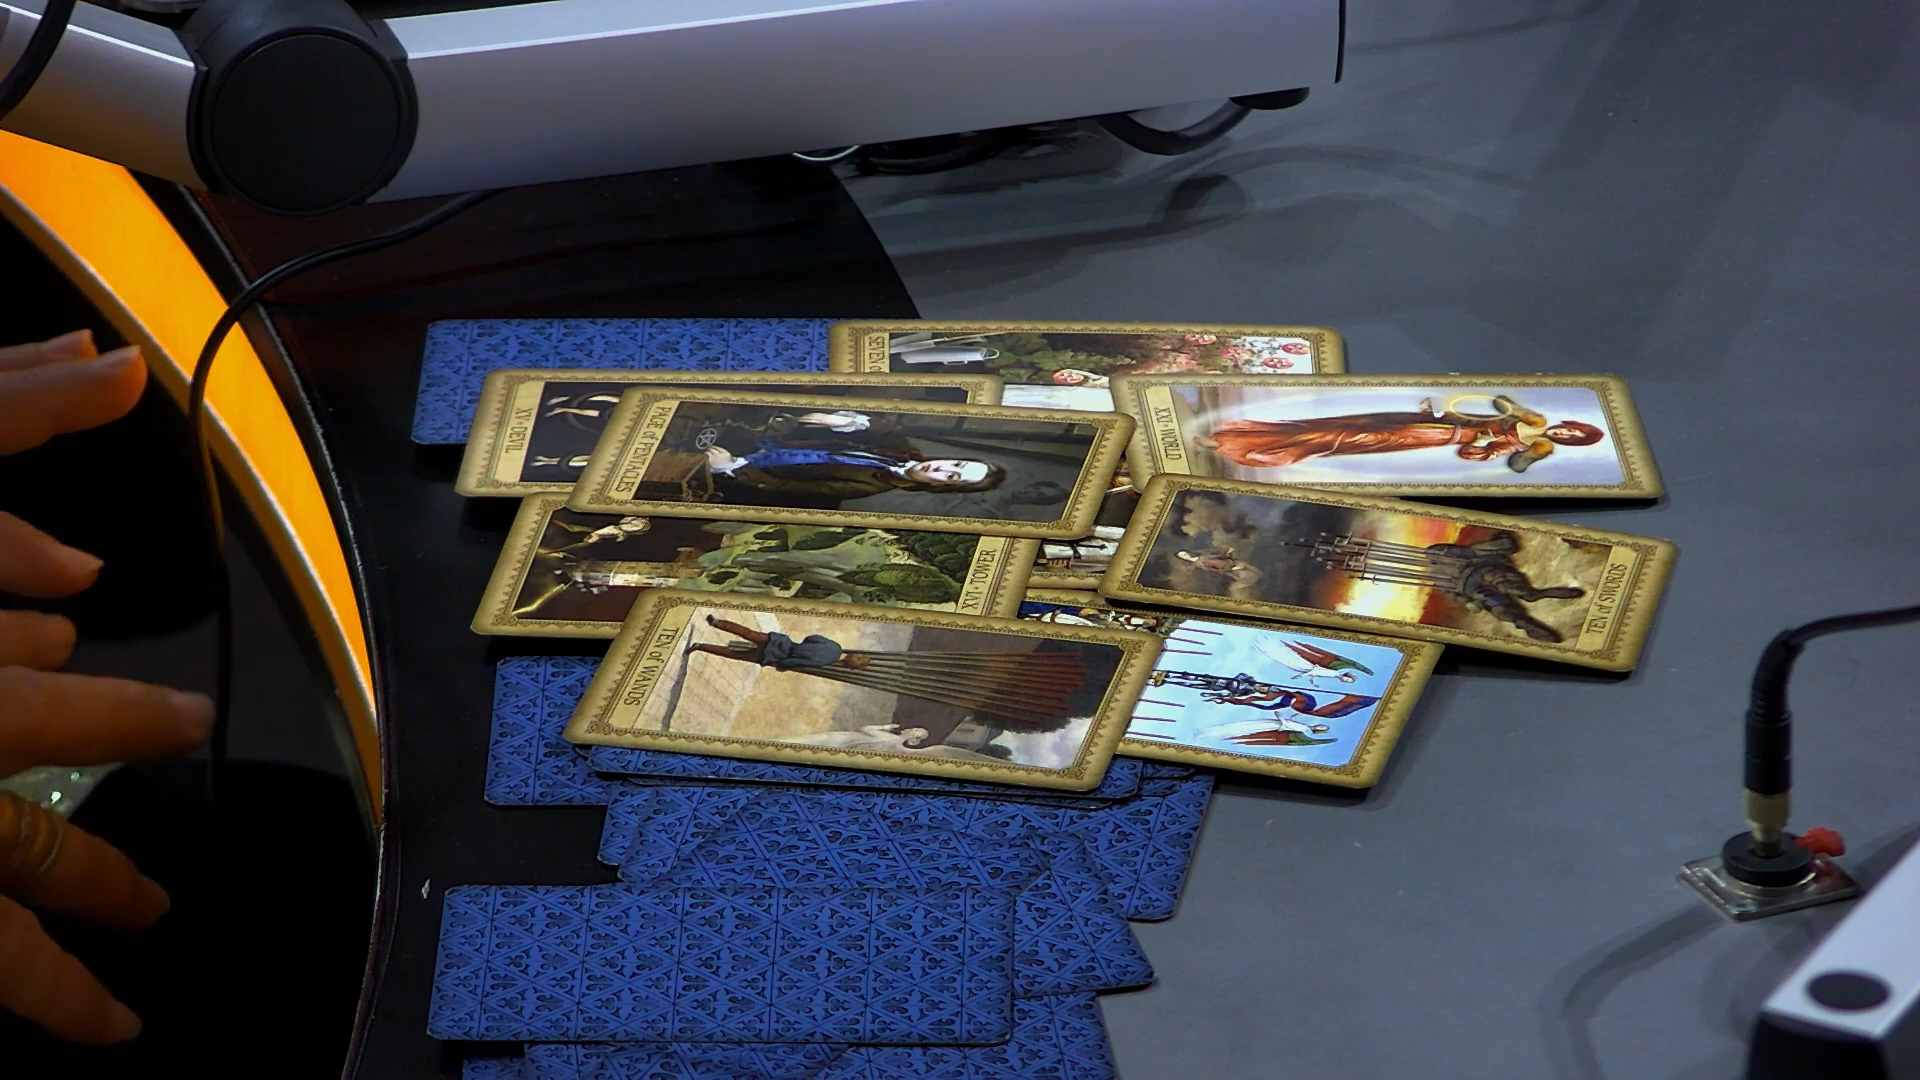 SEVEN O
XV • DEVIL
PAGE of PENTACLES
XXI • WORLD
XVI • TOWER
TEN of SWORDS
TEN of WANDS